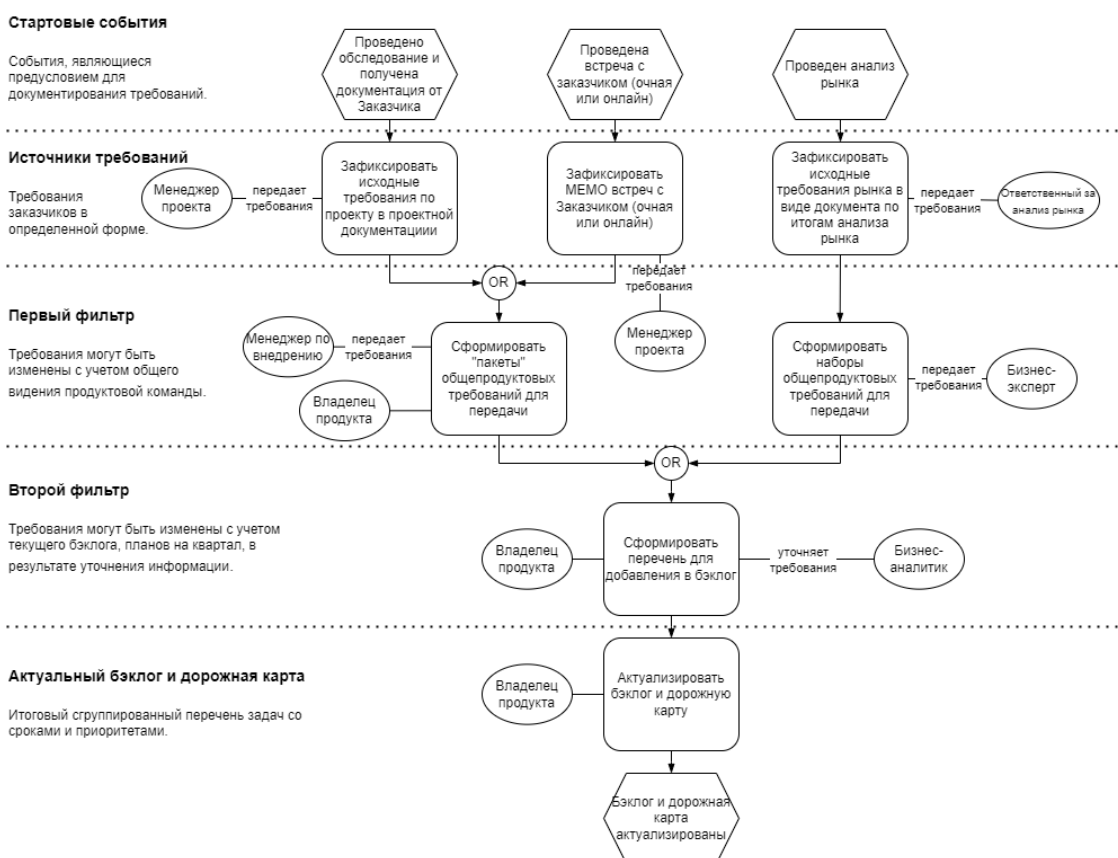 Стартовые события
События, являющиеся
предусловием для
документирования требований.
Проведено
обследование и
получена
документация от
Заказчика
Проведена
встреча с
заказчиком (очная
или онлайн)
Проведен анализ
рынка
Источники требований
Требования
заказчиков в
определенной форме.
Менеджер
проекта
передает
требования
Зафиксировать
исходные
требования по
проекту в проектной
документациии
Зафиксировать
МЕМО встреч с
Заказчиком (очная
или онлайн)
Зафиксировать
исходные
требования рынка в
виде документа по
итогам анализа
рынка
передает
требования
Ответственный за
анализ рынка
OR
передает
требования
Менеджер
проекта
Первый фильтр
Требования могут быть
изменены с учетом общего
видения продуктовой команды.
Менеджер по
внедрению
передает
требования
Владелец
продукта
Сформировать
"пакеты"
общепродуктовых
требований для
передачи
Сформировать
наборы
общепродуктовых
требований для
передачи
передает
требования
Бизнес-
эксперт
OR
Второй фильтр
Требования могут быть изменены с учетом
текущего бэклога, планов на квартал, в
результате уточнения информации.
Владелец
продукта
Сформировать
перечень для
добавления в бэклог
уточняет
требования
Бизнес-
аналитик
Актуальный бэклог и дорожная карта
Итоговый сгруппированный перечень задач со
сроками и приоритетами.
Владелец
продукта
Актуализировать
бэклог и дорожную
карту
Бэклог и дорожная
карта
актуализированы